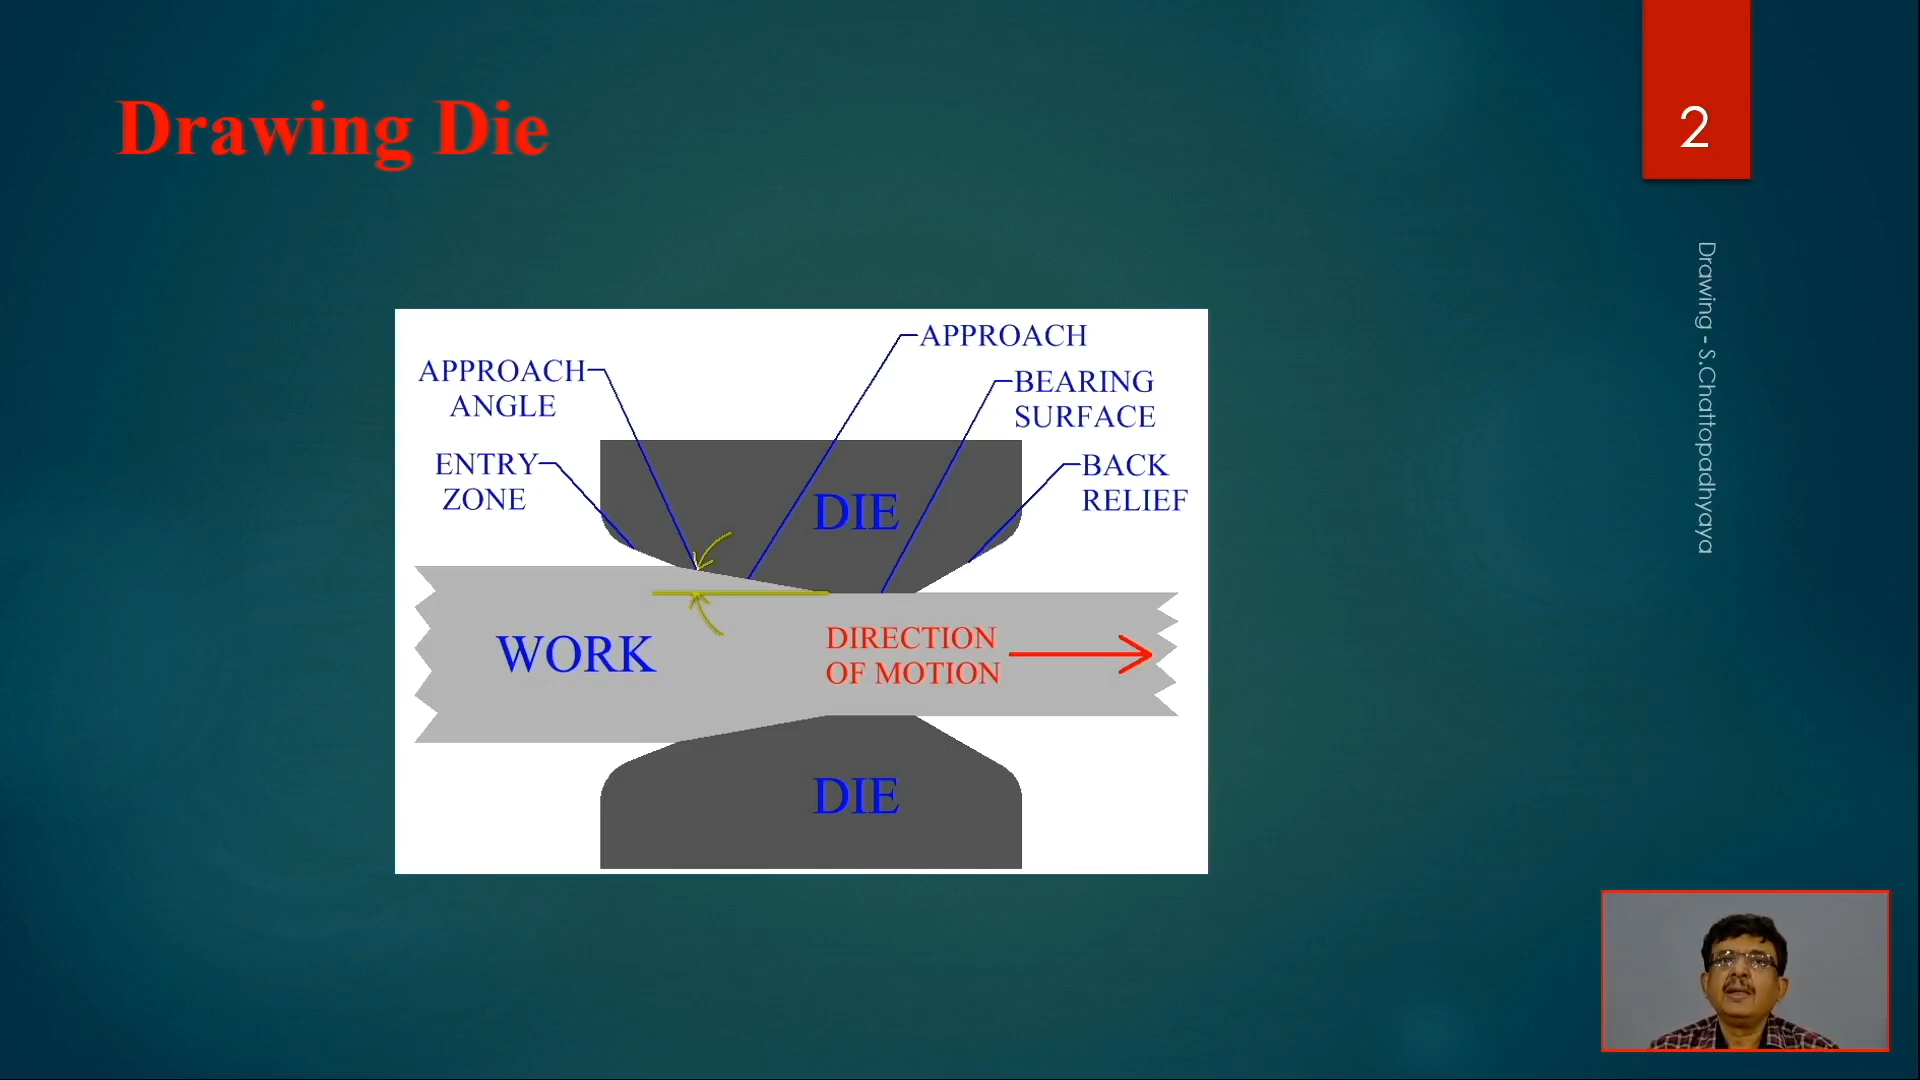 Drawing Die
2
Drawing - S.Chattopadhyaya
APPROACH
APPROACH
ANGLE
BEARING
SURFACE
ENTRY
ZONE
BACK
RELIEF
DIE
WORK
DIRECTION
OF MOTION
DIE